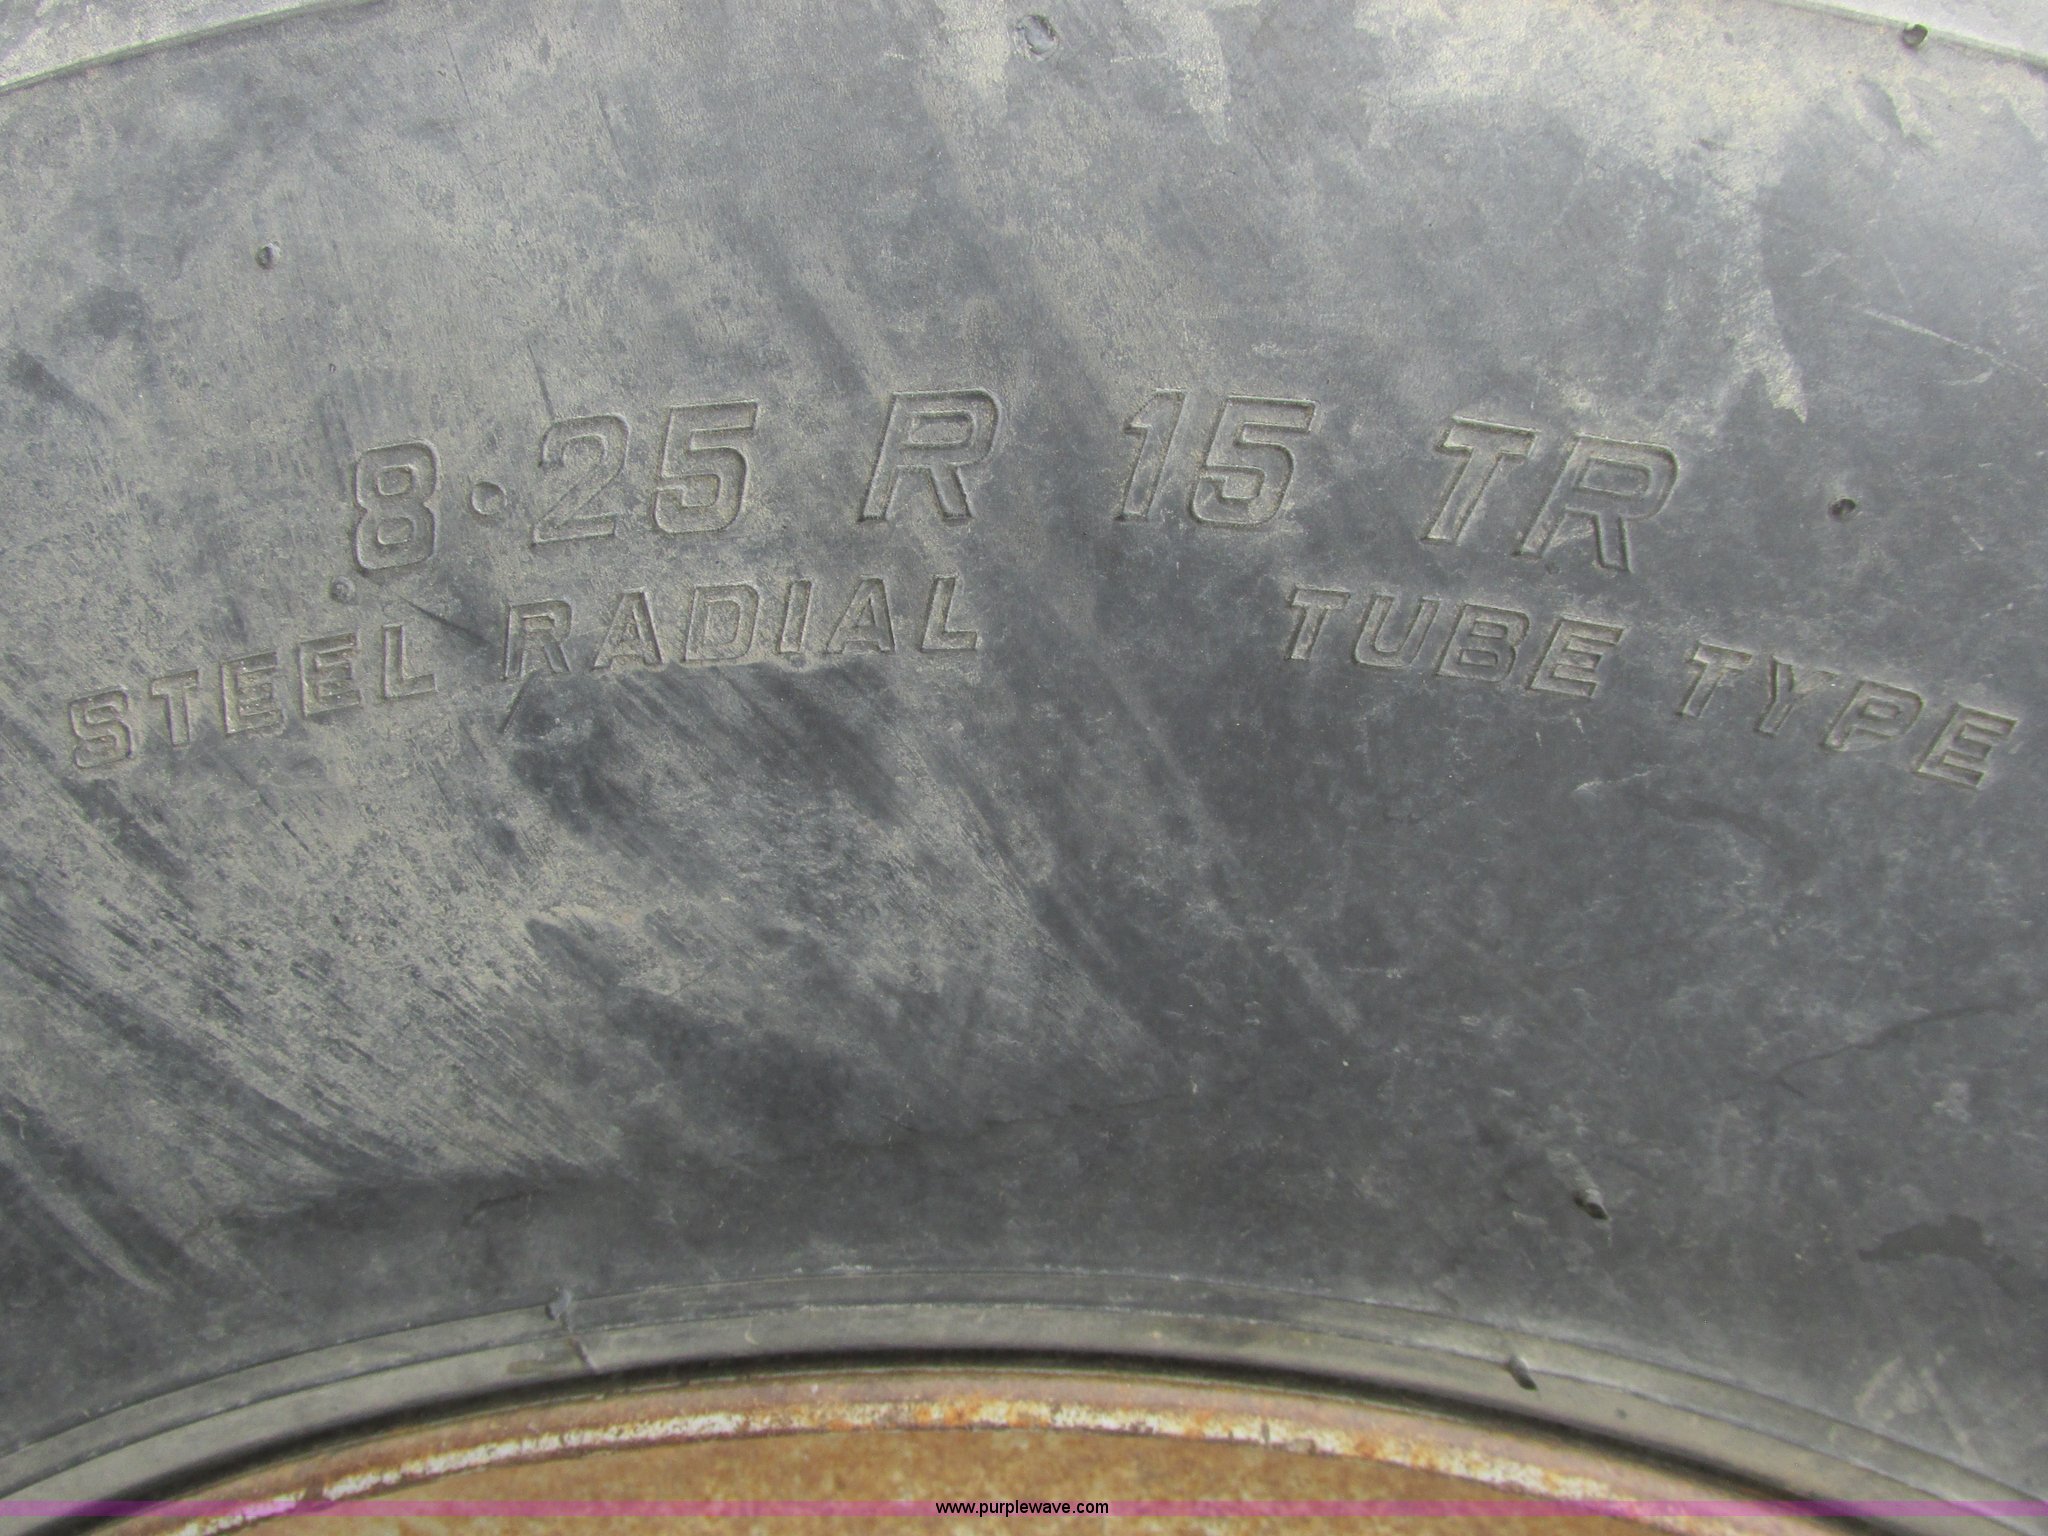 8·25 R 15 TR
STEEL RADIAL TUBE TYPE
www.purplewave.com